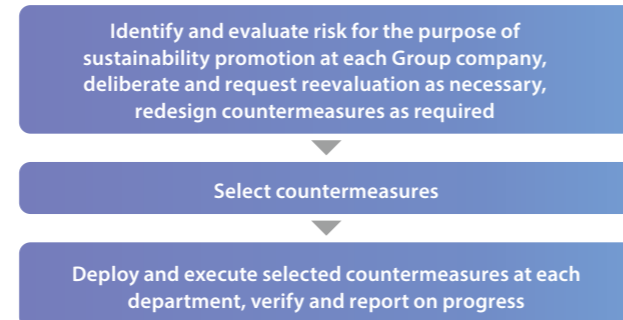 Identify and evaluate risk for the purpose of
sustainability promotion at each Group company,
deliberate and request reevaluation as necessary,
redesign countermeasures as required
Select countermeasures
Deploy and execute selected countermeasures at each
department, verify and report on progress